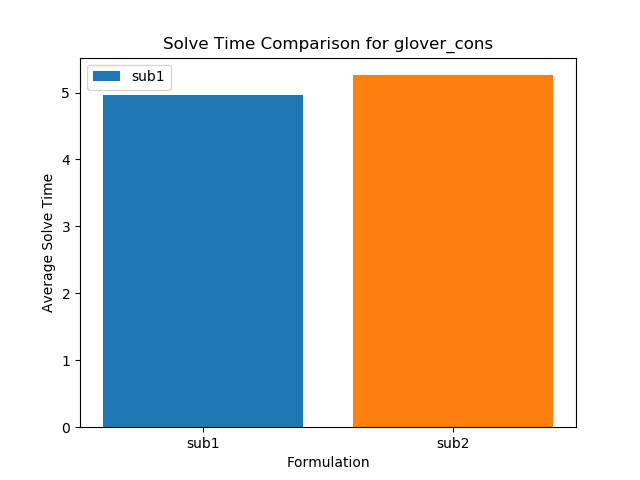 Solve Time Comparison for glover_cons
sub1
5
4
3
2
1
0
Average Solve Time
sub1
sub2
Formulation